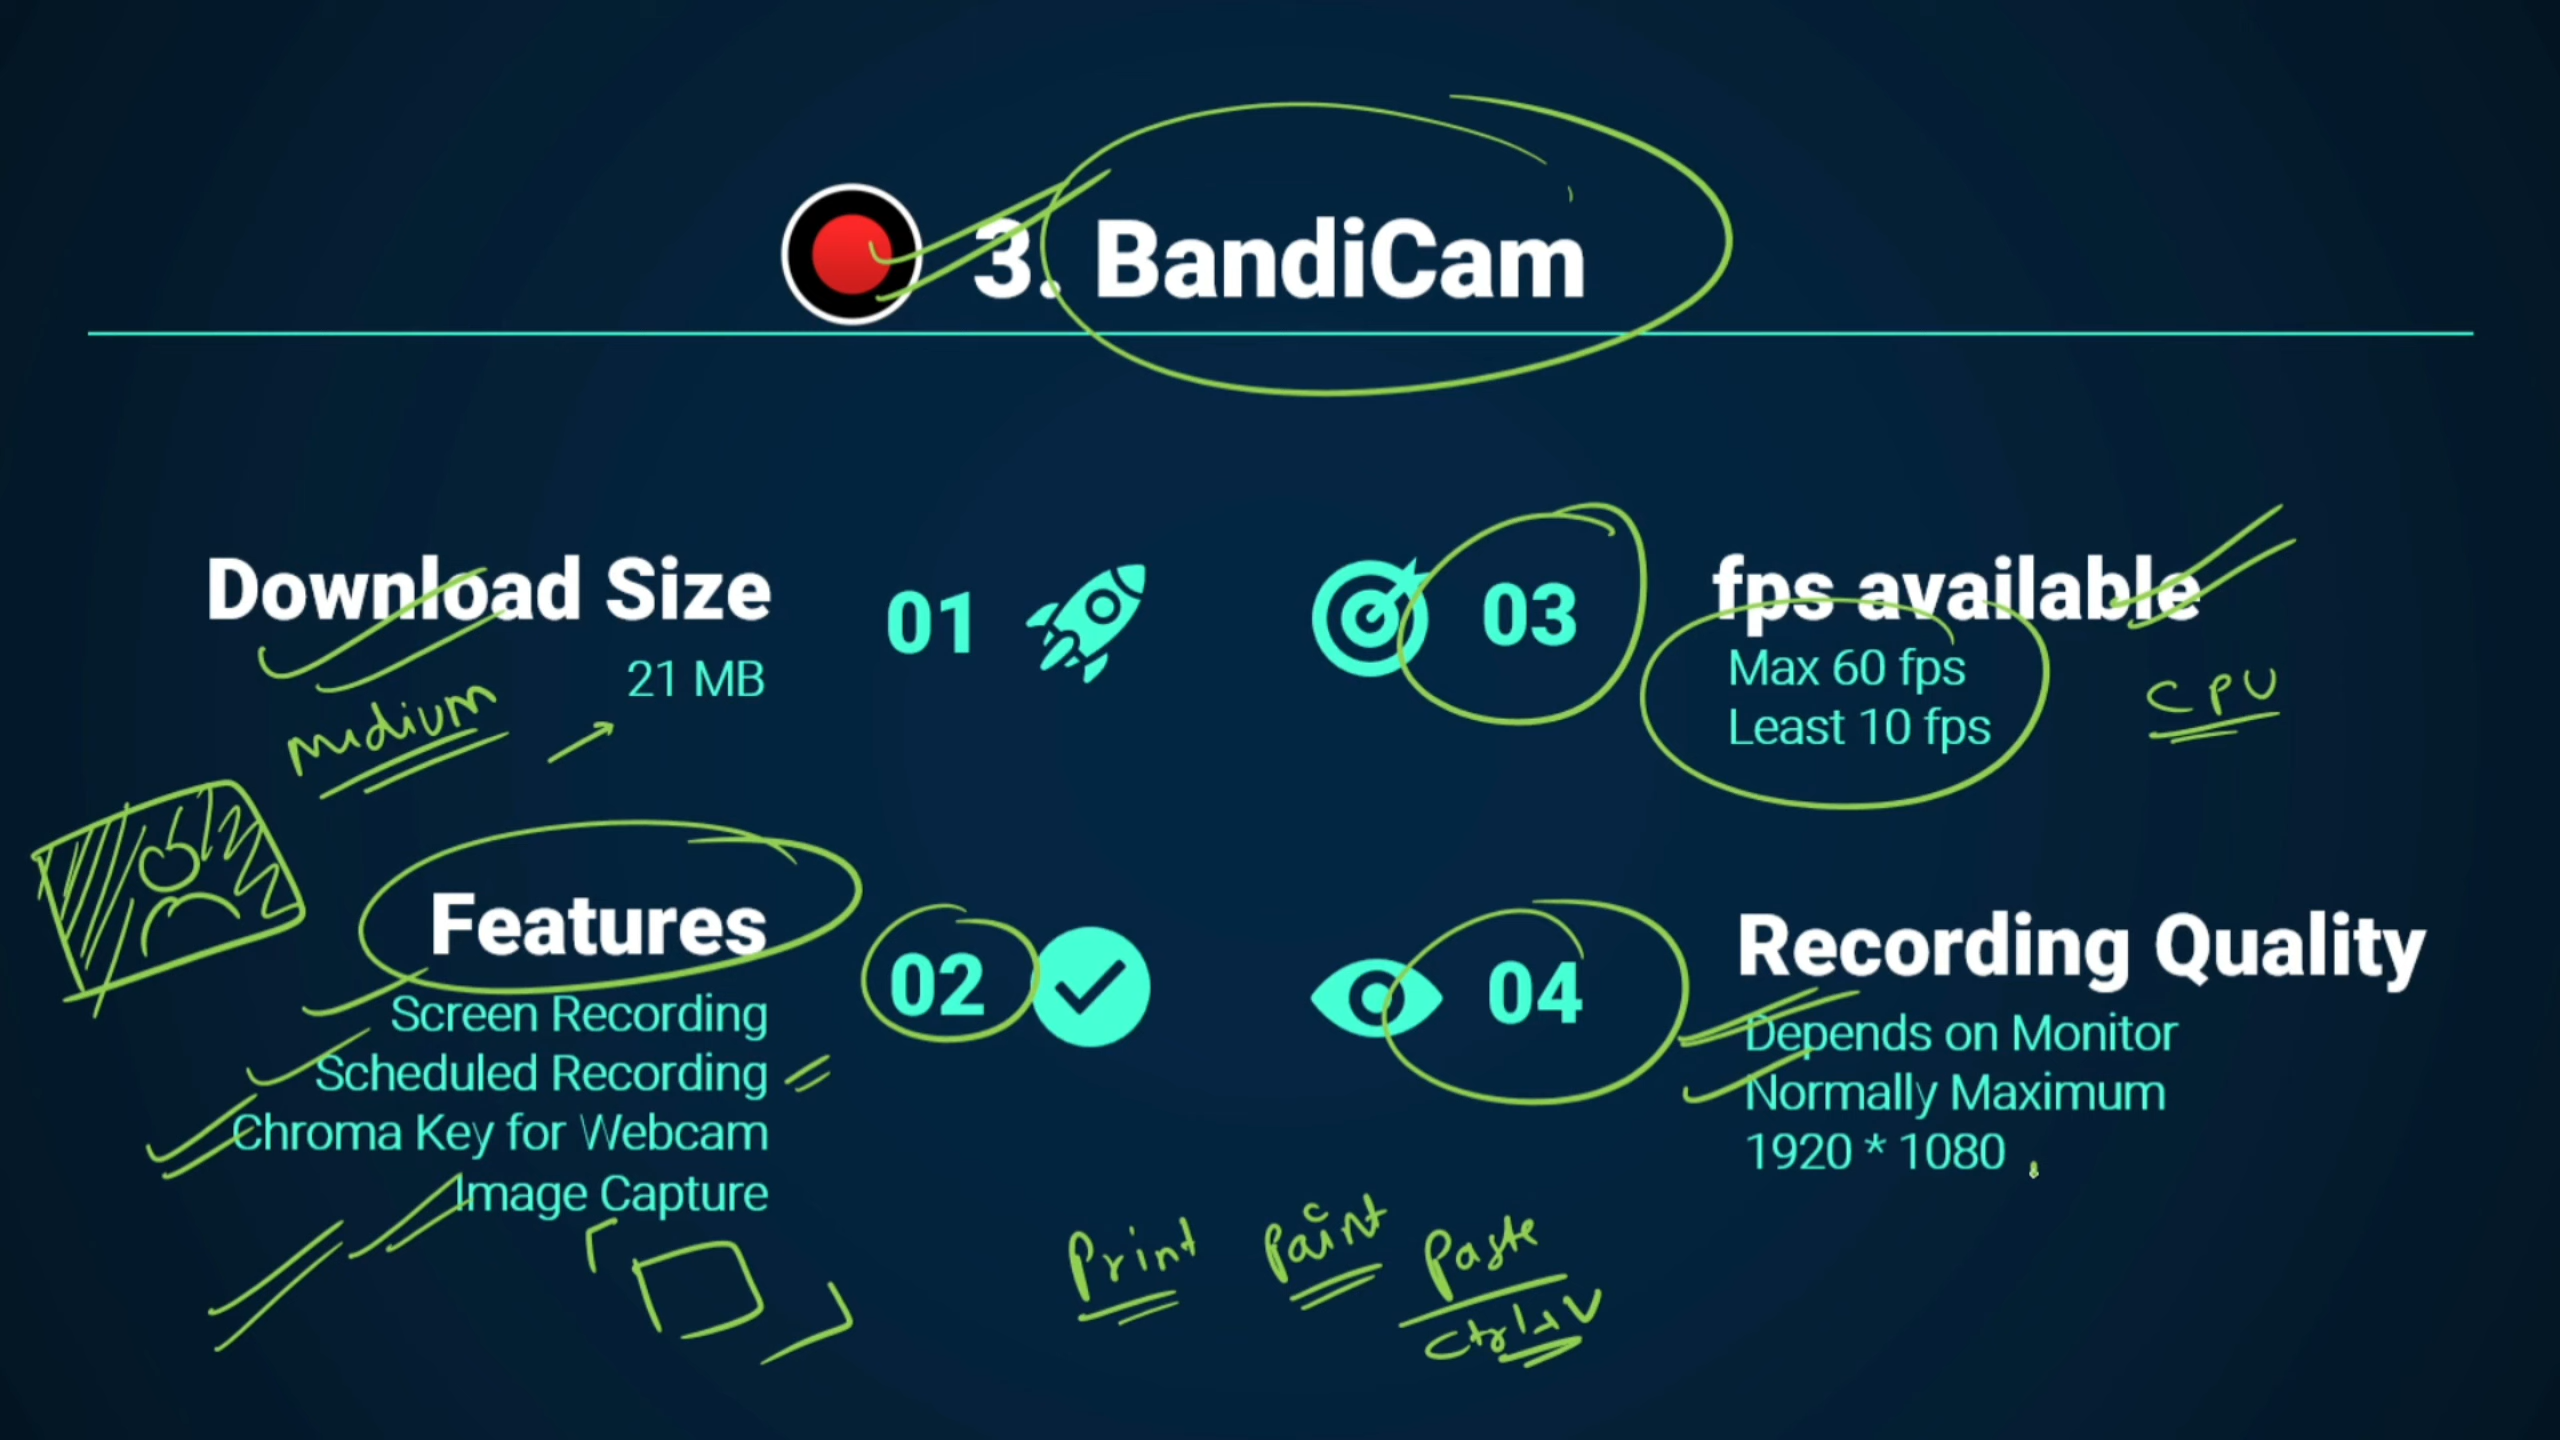 3. BandiCam
Download Size
21 MB
medium
01
Features
Screen Recording
Scheduled Recording
Chroma Key for Webcam
Image Capture
02
03
fps available
Max 60 fps
Least 10 fps
CPU
04
Recording Quality
Depends on Monitor
Normally Maximum
1920 * 1080
Print Paint Paste
Ctrl+V